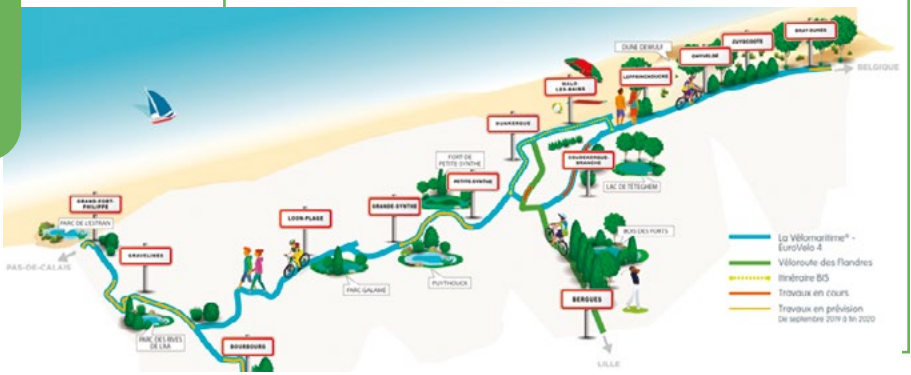 BRAY-DUNES
ZUYDCOOTE
GHYVELDE
DUNE DEWULF
LEFFRINCKOUCKE
BELGIQUE
MALO
LES-BAINS
DUNKERQUE
COUDEKERQUE-
BRANCHE
FORT DE
PETITE-SYNTHE
PETITE-SYNTHE
LAC DE TÉTEGHEM
GRAND-FORT-
PHILIPPE
PARC DE L'ESTRAN
LOON-PLAGE
GRANDE-SYNTHE
BOIS DES FORTS
PAS-DE-CALAIS
GRAVELINES
PARC GALAMÉ
PUYTHOUCK
BERGUES
PARC DES RIVES
DE L'AA
BOURBOURG
LILLE
La Vélomaritime® -
EuroVelo 4
Véloroute des Flandres
Itinéraire BIS
Travaux en cours
Travaux en prévision
De septembre 2019 à fin 2020